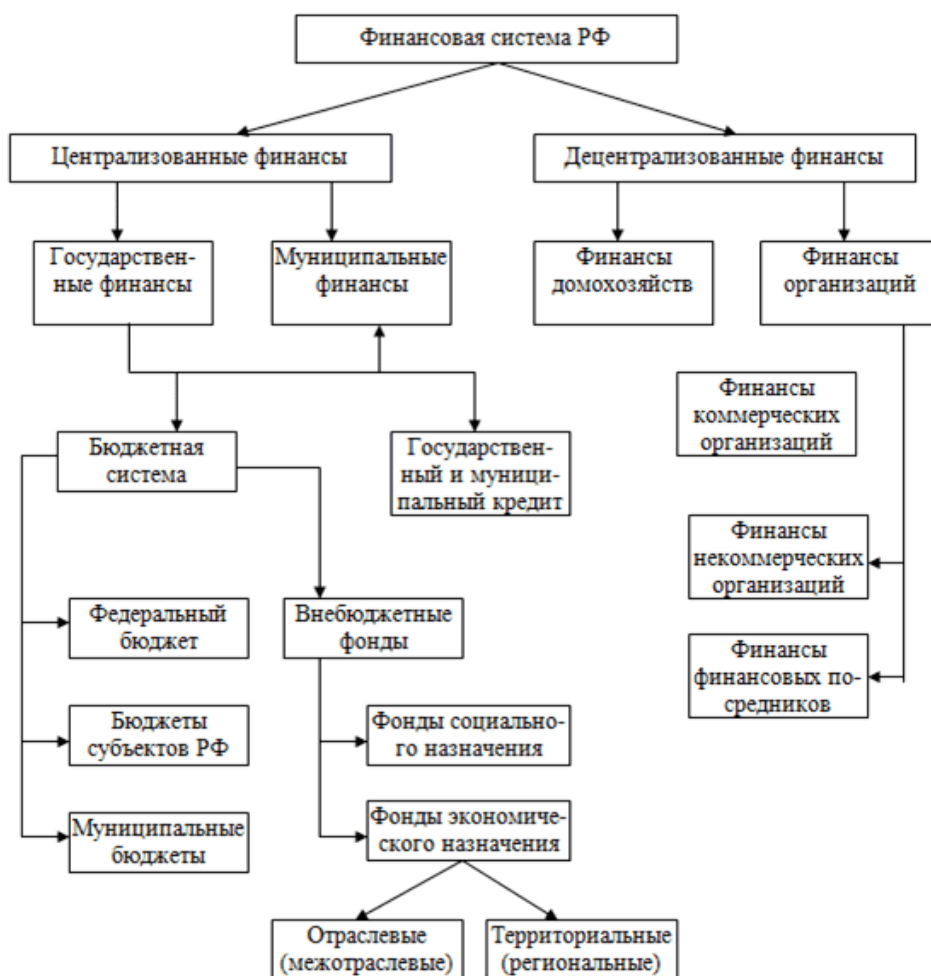 Финансовая система РФ
Централизованные финансы
Децентрализованные финансы
Государствен-
ные финансы
Муниципальные
финансы
Финансы
домохозяйств
Финансы
организаций
Финансы
коммерческих
организаций
Бюджетная
система
Государствен-
ный и муници-
пальный кредит
Финансы
некоммерческих
организаций
Федеральный
бюджет
Внебюджетные
фонды
Финансы
финансовых по-
средников
Бюджеты
субъектов РФ
Фонды социально-
го назначения
Муниципальные
бюджеты
Фонды экономиче-
ского назначения
Отраслевые
(межотраслевые)
Территориальные
(региональные)